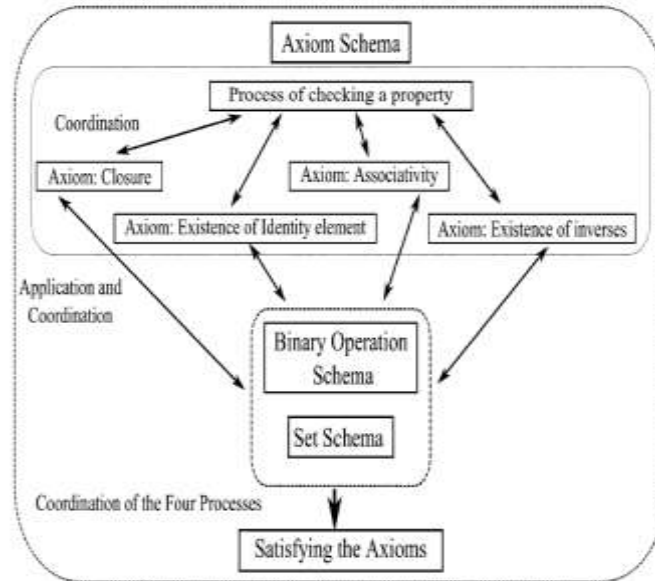 Axiom Schema
Process of checking a property
Coordination
Axiom: Closure
Axiom: Associativity
Axiom: Existence of Identity element
Axiom: Existence of inverses
Application and
Coordination
Binary Operation
Schema
Set Schema
Coordination of the Four Processes
Satisfying the Axioms